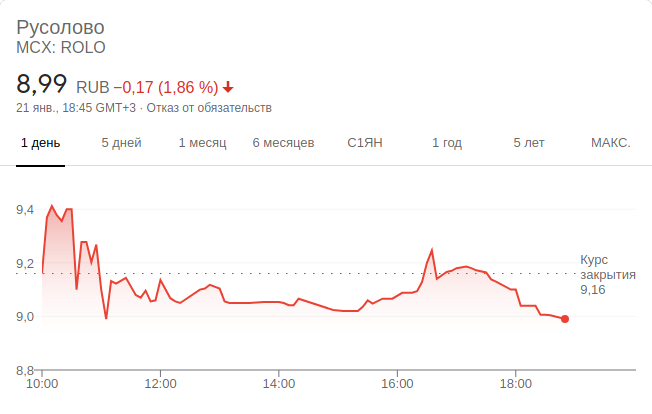 Русолово
MCX: ROLO
8,99 RUB −0,17 (1,86 %)
21 янв., 18:45 GMT+3 · Отказ от обязательств
1 день 5 дней 1 месяц 6 месяцев С1ЯН 1 год 5 лет МАКС.
9,4
9,2
9,0
8,8
Курс
закрытия
9,16
10:00 12:00 14:00 16:00 18:00